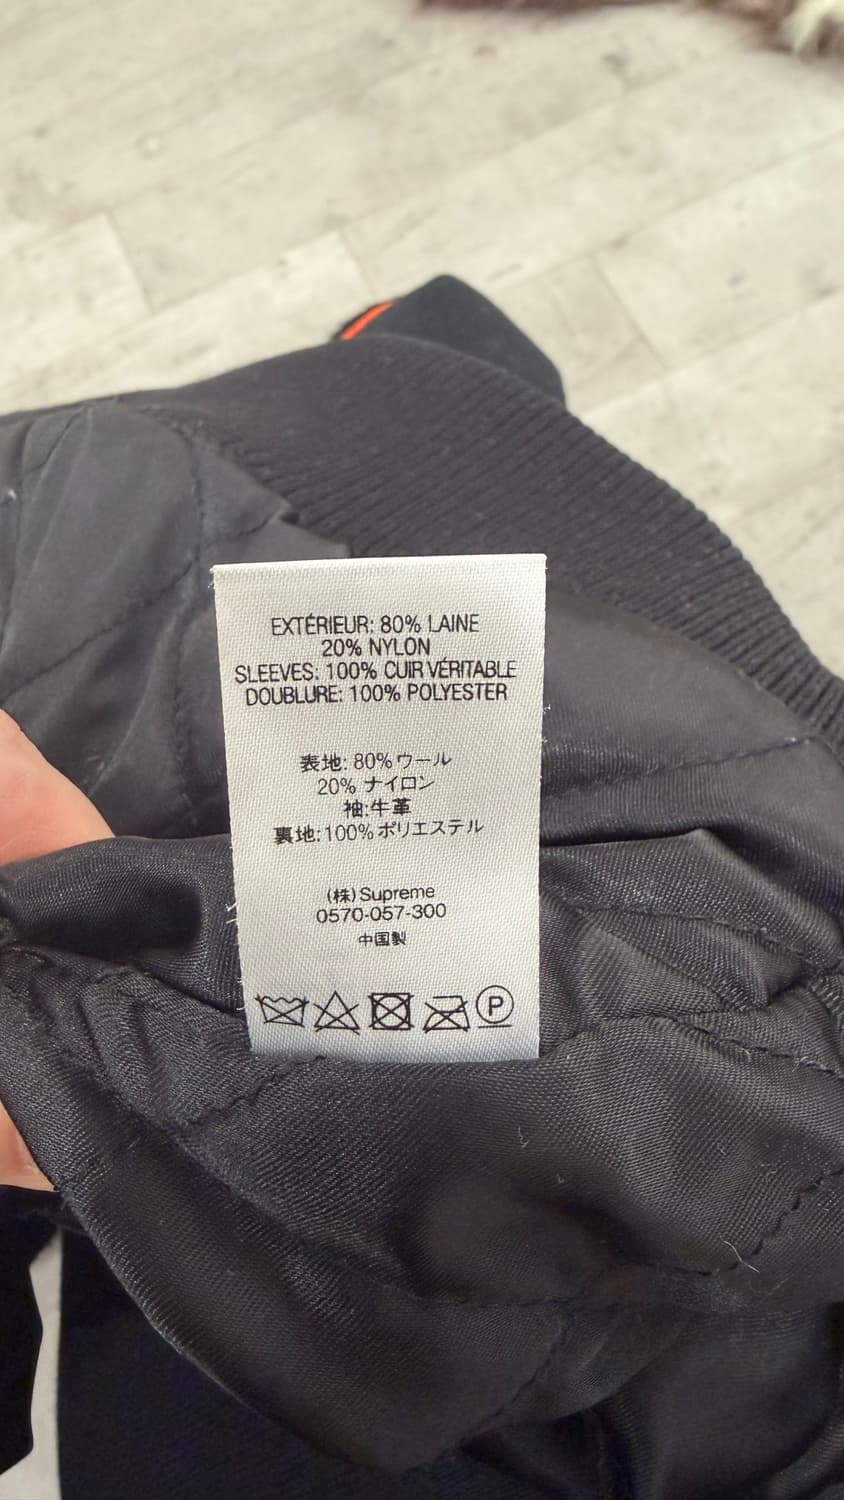 EXTÉRIEUR: 80% LAINE
20% NYLON
SLEEVES: 100% CUIR VÉRITABLE
DOUBLURE: 100% POLYESTER
表地: 80%ウール
20% ナイロン
袖:牛革
裏地:100%ポリエステル
(株)Supreme
0570-057-300
中国製
P